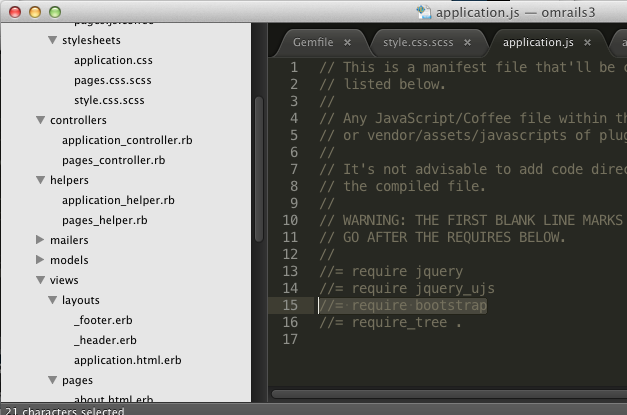 application.js — omrails3
stylesheets
application.css
pages.css.scss
style.css.scss
controllers
application_controller.rb
pages_controller.rb
helpers
application_helper.rb
pages_helper.rb
mailers
models
views
layouts
_footer.erb
_header.erb
application.html.erb
pages
about.html.erb
21 characters selected
Gemfile × style.css.scss × application.js × a
1 // This is a manifest file that'll be c
2 // listed below.
3 //
4 // Any JavaScript/Coffee file within th
5 // or vendor/assets/javascripts of plug
6 //
7 // It's not advisable to add code direc
8 // the compiled file.
9 //
10 // WARNING: THE FIRST BLANK LINE MARKS
11 // GO AFTER THE REQUIRES BELOW.
12 //
13 //= require jquery
14 //= require jquery_ujs
15 //= require bootstrap
16 //= require_tree .
17